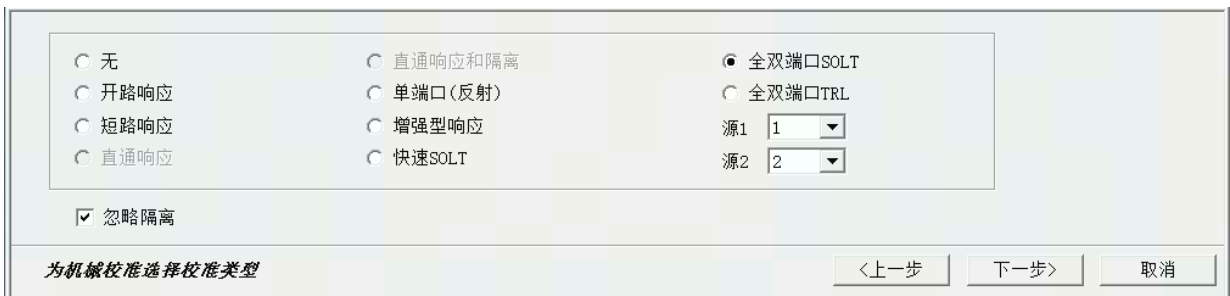 无 直通响应和隔离 全双端口SOLT
开路响应 单端口(反射) 全双端口TRL
短路响应 增强型响应 源1 1
直通响应 快速SOLT 源2 2
忽略隔离
为机械校准选择校准类型 <上一步 下一步> 取消